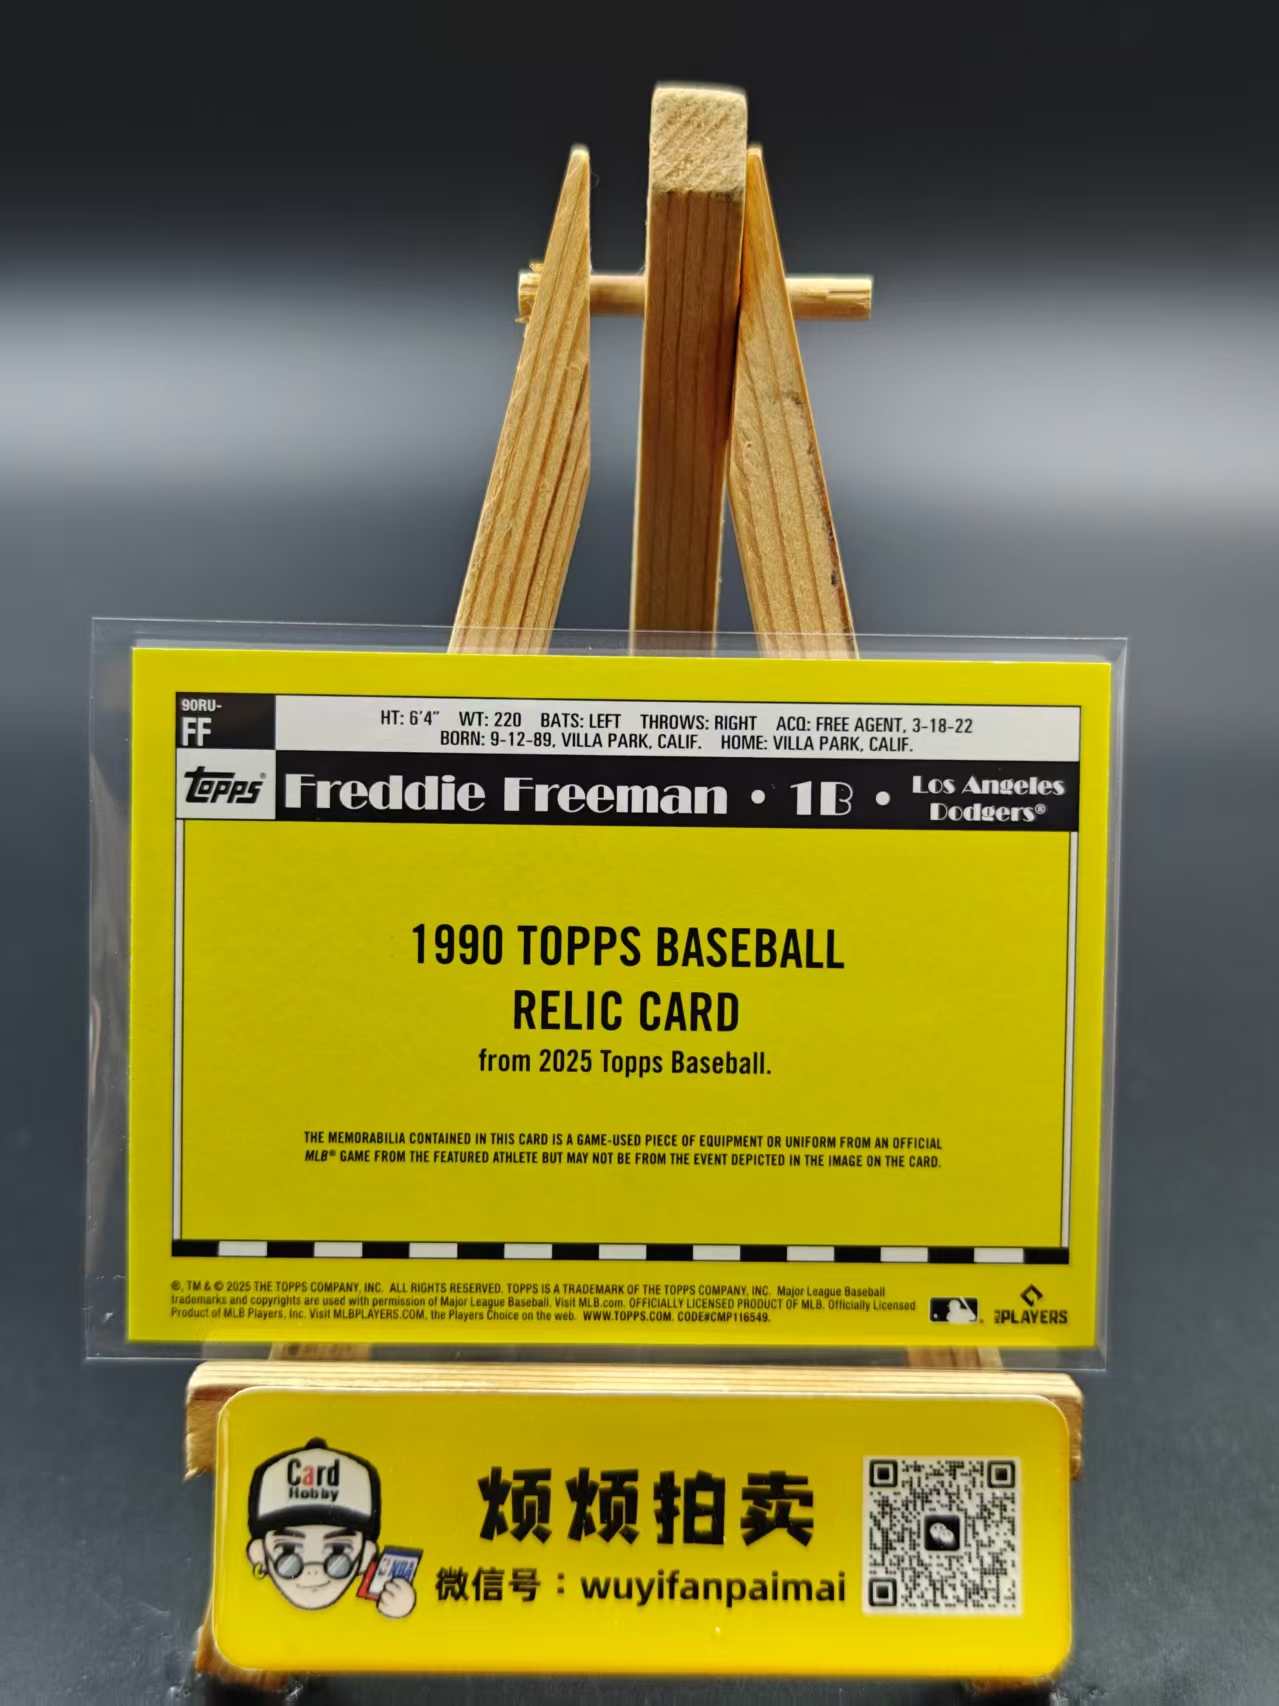 90RU-
FF
HT: 6'4" WT: 220 BATS: LEFT THROWS: RIGHT ACQ: FREE AGENT, 3-18-22
BORN: 9-12-89, VILLA PARK, CALIF. HOME: VILLA PARK, CALIF.
Topps®
Freddie Freeman • 1B • Los Angeles
Dodgers®
1990 TOPPS BASEBALL
RELIC CARD
from 2025 Topps Baseball.
THE MEMORABILIA CONTAINED IN THIS CARD IS A GAME-USED PIECE OF EQUIPMENT OR UNIFORM FROM AN OFFICIAL
MLB® GAME FROM THE FEATURED ATHLETE BUT MAY NOT BE FROM THE EVENT DEPICTED IN THE IMAGE ON THE CARD.
®, TM & © 2025 THE TOPPS COMPANY, INC. ALL RIGHTS RESERVED. TOPPS IS A TRADEMARK OF THE TOPPS COMPANY, INC. Major League Baseball
trademarks and copyrights are used with permission of Major League Baseball. Visit MLB.com. OFFICIALLY LICENSED PRODUCT OF MLB. Officially Licensed
Product of MLB Players, Inc. Visit MLBPLAYERS.COM, the Players Choice on the web. WWW.TOPPS.COM. CODE#CMP116549.
MLB PLAYERS
Card
Hobby
NBA
烦烦拍卖
微信号：wuyifanpaimai